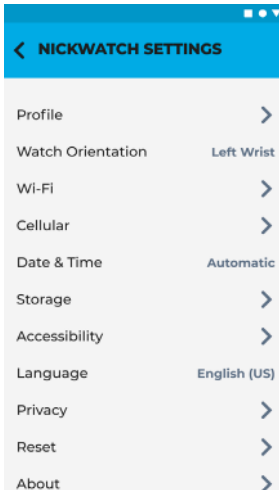 NICKWATCH SETTINGS
Profile
Watch Orientation Left Wrist
Wi-Fi
Cellular
Date & Time Automatic
Storage
Accessibility
Language English (US)
Privacy
Reset
About